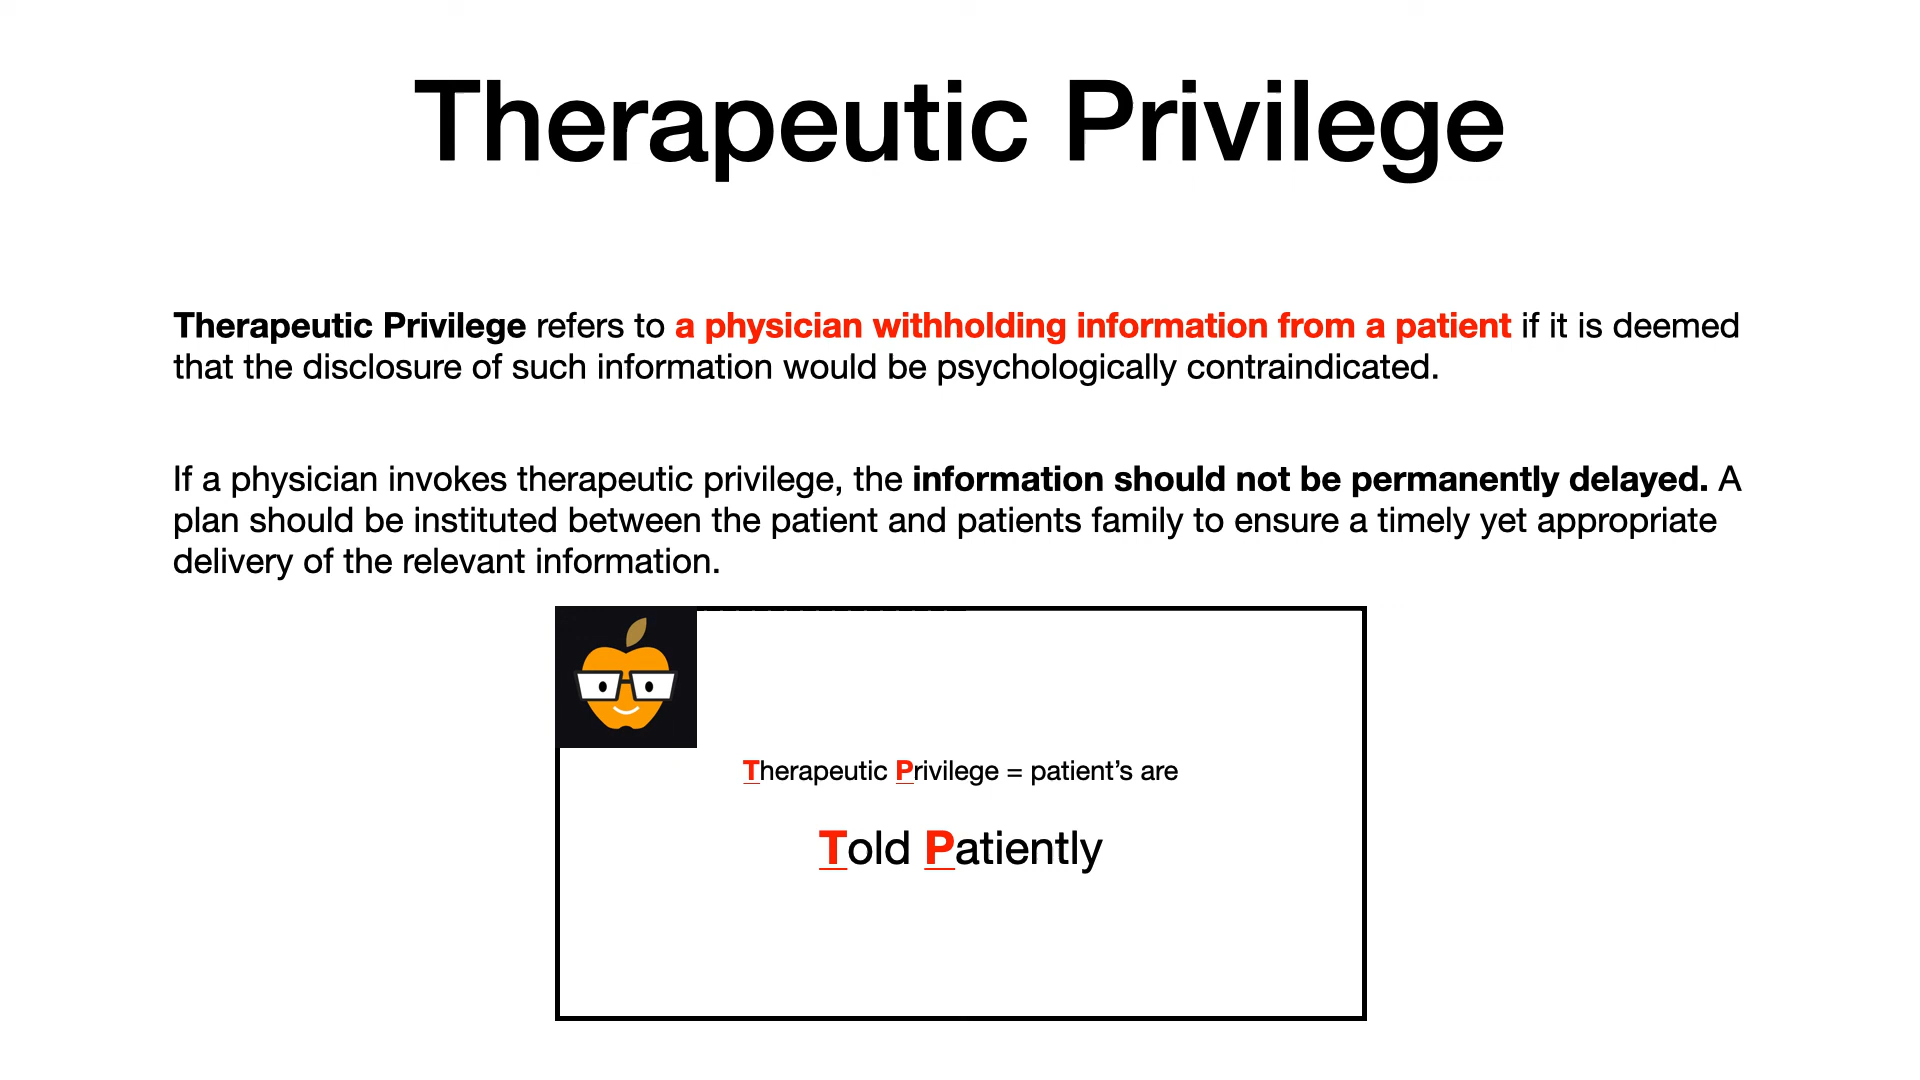 Therapeutic Privilege
Therapeutic Privilege refers to a physician withholding information from a patient if it is deemed
that the disclosure of such information would be psychologically contraindicated.
If a physician invokes therapeutic privilege, the information should not be permanently delayed. A
plan should be instituted between the patient and patients family to ensure a timely yet appropriate
delivery of the relevant information.
Therapeutic Privilege = patient’s are
Told Patiently